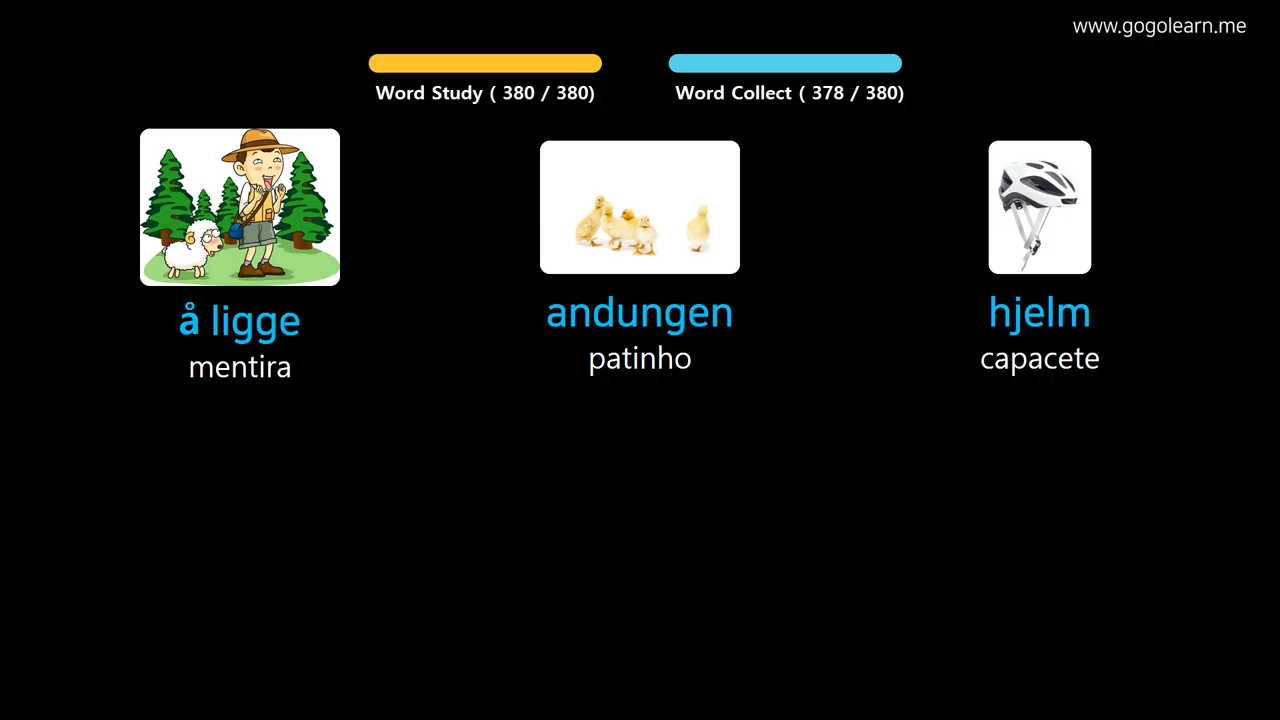 www.gogolearn.me
Word Study ( 380 / 380)
Word Collect ( 378 / 380)
å ligge
mentira
andungen
patinho
hjelm
capacete